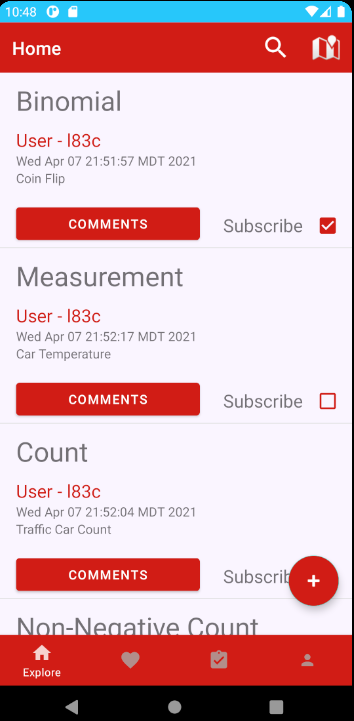 10:48
Home
Binomial
User - l83c
Wed Apr 07 21:51:57 MDT 2021
Coin Flip
COMMENTS
Subscribe
Measurement
User - l83c
Wed Apr 07 21:52:17 MDT 2021
Car Temperature
COMMENTS
Subscribe
Count
User - l83c
Wed Apr 07 21:52:04 MDT 2021
Traffic Car Count
COMMENTS
Subscrib
+
Non-Negative Count
Explore